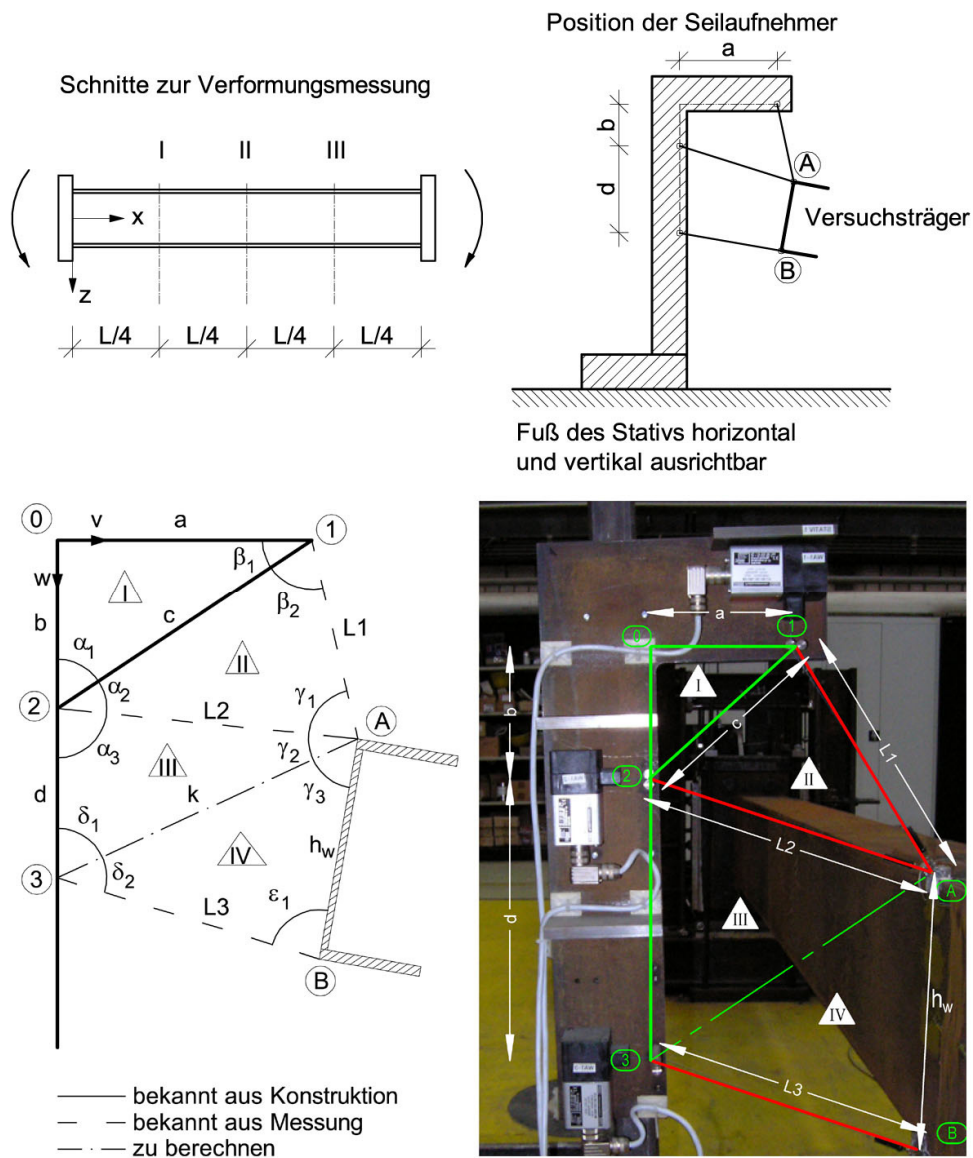 Position der Seilaufnehmer
a
Schnitte zur Verformungsmessung
b
I II III
A
d
x
Versuchsträger
B
z
L/4 L/4 L/4 L/4
Fuß des Stativs horizontal
und vertikal ausrichtbar
0 v a 1
w β1
I β2
b c
α1 L1
II
2 α2 γ1
L2 A
α3 γ2
III
k γ3
d δ1
IV hw
3 δ2 ε1
L3
B
bekannt aus Konstruktion
bekannt aus Messung
zu berechnen
a
0 1
I
b c L1
2 II
L2
A
III
d hw
IV
3
L3
B